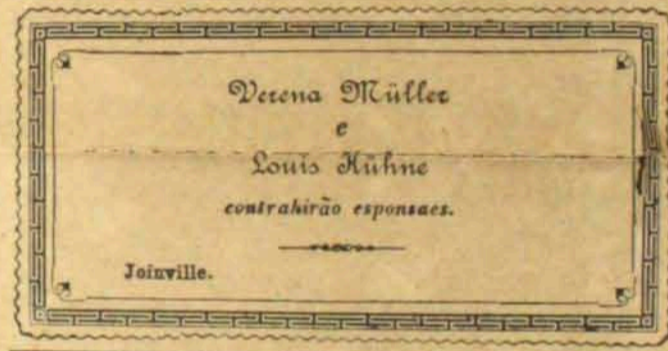 Verena Müller
e
Louis Kühne
contrahirão esponsaes.
Joinville.